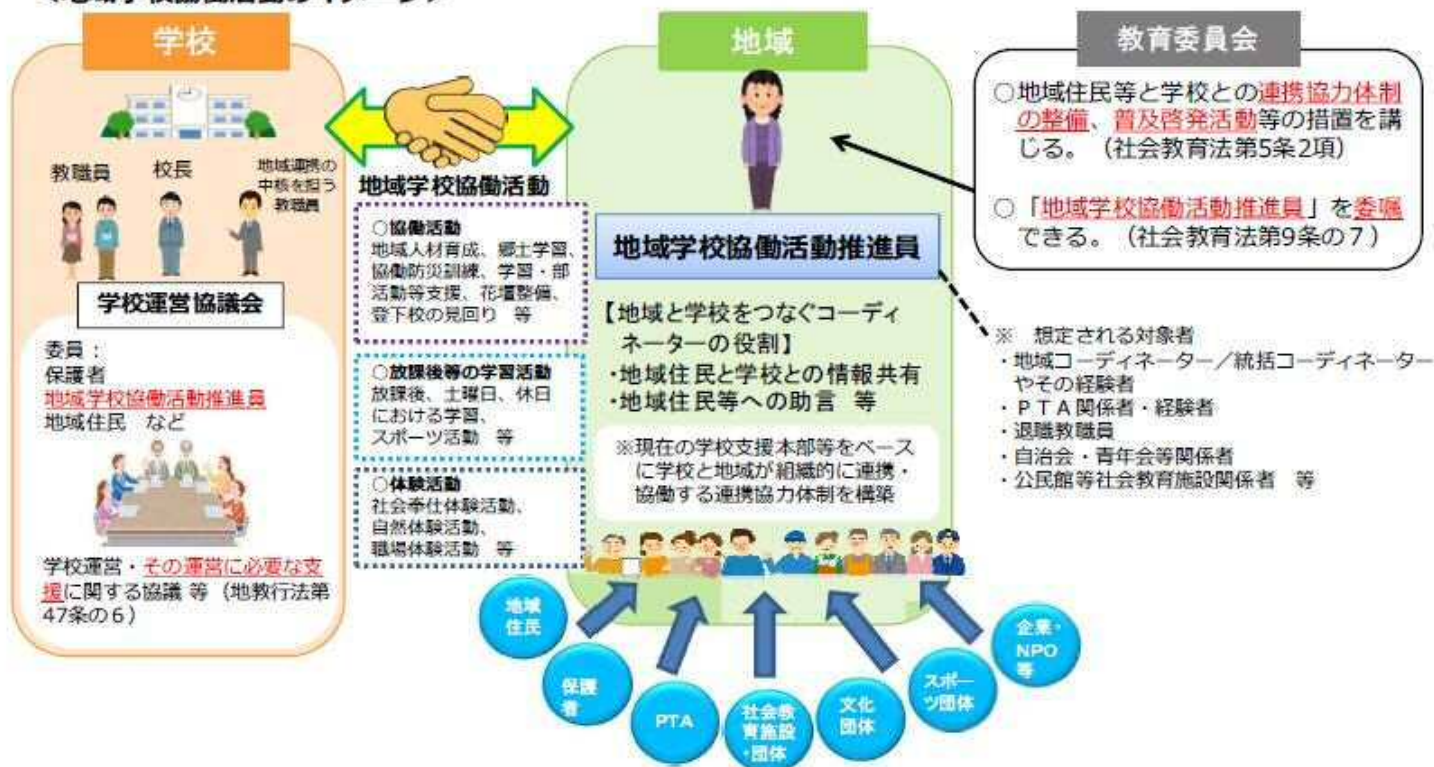 学校
教職員
校長
地域連携の
中核を担う
教職員
学校運営協議会
委員：
保護者
地域学校協働活動推進員
地域住民 など
学校運営・その運営に必要な支
援に関する協議 等（地教行法第
47条の６）
地域学校協働活動
○協働活動
地域人材育成、郷土学習、
協働防災訓練、学習・部
活動等支援、花壇整備、
登下校の見回り 等
○放課後等の学習活動
放課後、土曜日、休日
における学習、
スポーツ活動 等
○体験活動
社会奉仕体験活動、
自然体験活動、
職場体験活動 等
地域
地域学校協働活動推進員
【地域と学校をつなぐコーディ
ネーターの役割】
・地域住民と学校との情報共有
・地域住民等への助言 等
※現在の学校支援本部等をベース
に学校と地域が組織的に連携・
協働する連携協力体制を構築
地域
住民
保護
者
PTA
社会教
育施設
・団体
文化
団体
スポー
ツ団体
企業・
NPO
等
教育委員会
○地域住民等と学校との連携協力体制
の整備、普及啓発活動等の措置を講
じる。（社会教育法第5条2項）
○「地域学校協働活動推進員」を委嘱
できる。（社会教育法第9条の７）
※ 想定される対象者
・地域コーディネーター／統括コーディネーター
やその経験者
・ＰＴＡ関係者・経験者
・退職教職員
・自治会・青年会等関係者
・公民館等社会教育施設関係者 等